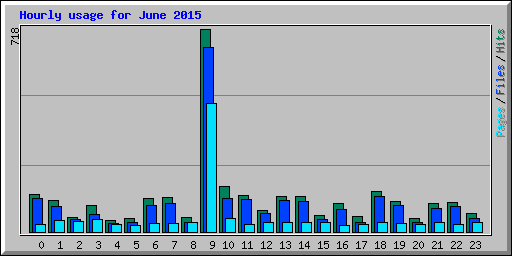 Hourly usage for June 2015
718
Pages/Files/Hits
0 1 2 3 4 5 6 7 8 9 10 11 12 13 14 15 16 17 18 19 20 21 22 23